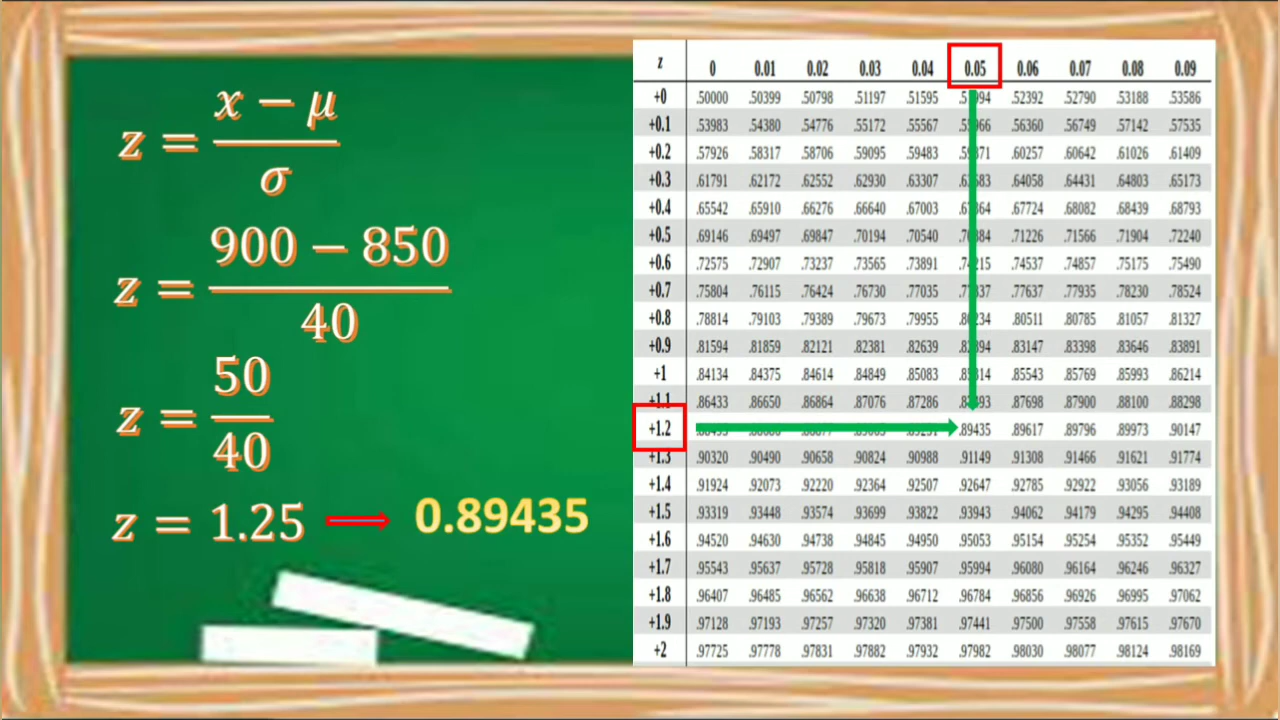 z = x − μ / σ
z = 900 − 850 / 40
z = 50 / 40
z = 1.25 0.89435
z 0 0.01 0.02 0.03 0.04 0.05 0.06 0.07 0.08 0.09
+0 .50000 .50399 .50798 .51197 .51595 .52392 .52790 .53188 .53586
+0.1 .53983 .54380 .54776 .55172 .55567 .56360 .56749 .57142 .57535
+0.2 .57926 .58317 .58706 .59095 .59483 .60257 .60642 .61026 .61409
+0.3 .61791 .62172 .62552 .62930 .63307 .64058 .64431 .64803 .65173
+0.4 .65542 .65910 .66276 .66640 .67003 .67724 .68082 .68439 .68793
+0.5 .69146 .69497 .69847 .70194 .70540 .71226 .71566 .71904 .72240
+0.6 .72575 .72907 .73237 .73565 .73891 .74537 .74857 .75175 .75490
+0.7 .75804 .76115 .76424 .76730 .77035 .77637 .77935 .78230 .78524
+0.8 .78814 .79103 .79389 .79673 .79955 .80511 .80785 .81057 .81327
+0.9 .81594 .81859 .82121 .82381 .82639 .83147 .83398 .83646 .83891
+1 .84134 .84375 .84614 .84849 .85083 .85543 .85769 .85993 .86214
+1.1 .86433 .86650 .86864 .87076 .87286 .87698 .87900 .88100 .88298
+1.2 .89435 .89617 .89796 .89973 .90147
+1.3 .90320 .90490 .90658 .90824 .90988 .91149 .91308 .91466 .91621 .91774
+1.4 .91924 .92073 .92220 .92364 .92507 .92647 .92785 .92922 .93056 .93189
+1.5 .93319 .93448 .93574 .93699 .93822 .93943 .94062 .94179 .94295 .94408
+1.6 .94520 .94630 .94738 .94845 .94950 .95053 .95154 .95254 .95352 .95449
+1.7 .95543 .95637 .95728 .95818 .95907 .95994 .96080 .96164 .96246 .96327
+1.8 .96407 .96485 .96562 .96638 .96712 .96784 .96856 .96926 .96995 .97062
+1.9 .97128 .97193 .97257 .97320 .97381 .97441 .97500 .97558 .97615 .97670
+2 .97725 .97778 .97831 .97882 .97932 .97982 .98030 .98077 .98124 .98169